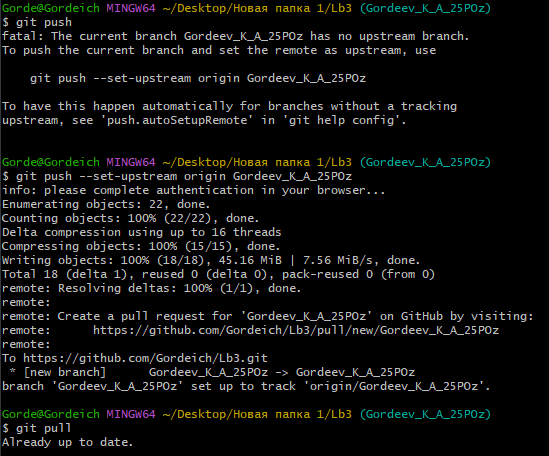 Gorde@Gordeich MINGW64 ~/Desktop/Новая папка 1/Lb3 (Gordeev_K_A_25POz)
$ git push
fatal: The current branch Gordeev_K_A_25POz has no upstream branch.
To push the current branch and set the remote as upstream, use

    git push --set-upstream origin Gordeev_K_A_25POz

To have this happen automatically for branches without a tracking
upstream, see 'push.autoSetupRemote' in 'git help config'.

Gorde@Gordeich MINGW64 ~/Desktop/Новая папка 1/Lb3 (Gordeev_K_A_25POz)
$ git push --set-upstream origin Gordeev_K_A_25POz
info: please complete authentication in your browser...
Enumerating objects: 22, done.
Counting objects: 100% (22/22), done.
Delta compression using up to 16 threads
Compressing objects: 100% (15/15), done.
Writing objects: 100% (18/18), 45.16 MiB | 7.56 MiB/s, done.
Total 18 (delta 1), reused 0 (delta 0), pack-reused 0 (from 0)
remote: Resolving deltas: 100% (1/1), done.
remote:
remote: Create a pull request for 'Gordeev_K_A_25POz' on GitHub by visiting:
remote:      https://github.com/Gordeich/Lb3/pull/new/Gordeev_K_A_25POz
remote:
To https://github.com/Gordeich/Lb3.git
 * [new branch]      Gordeev_K_A_25POz -> Gordeev_K_A_25POz
branch 'Gordeev_K_A_25POz' set up to track 'origin/Gordeev_K_A_25POz'.

Gorde@Gordeich MINGW64 ~/Desktop/Новая папка 1/Lb3 (Gordeev_K_A_25POz)
$ git pull
Already up to date.